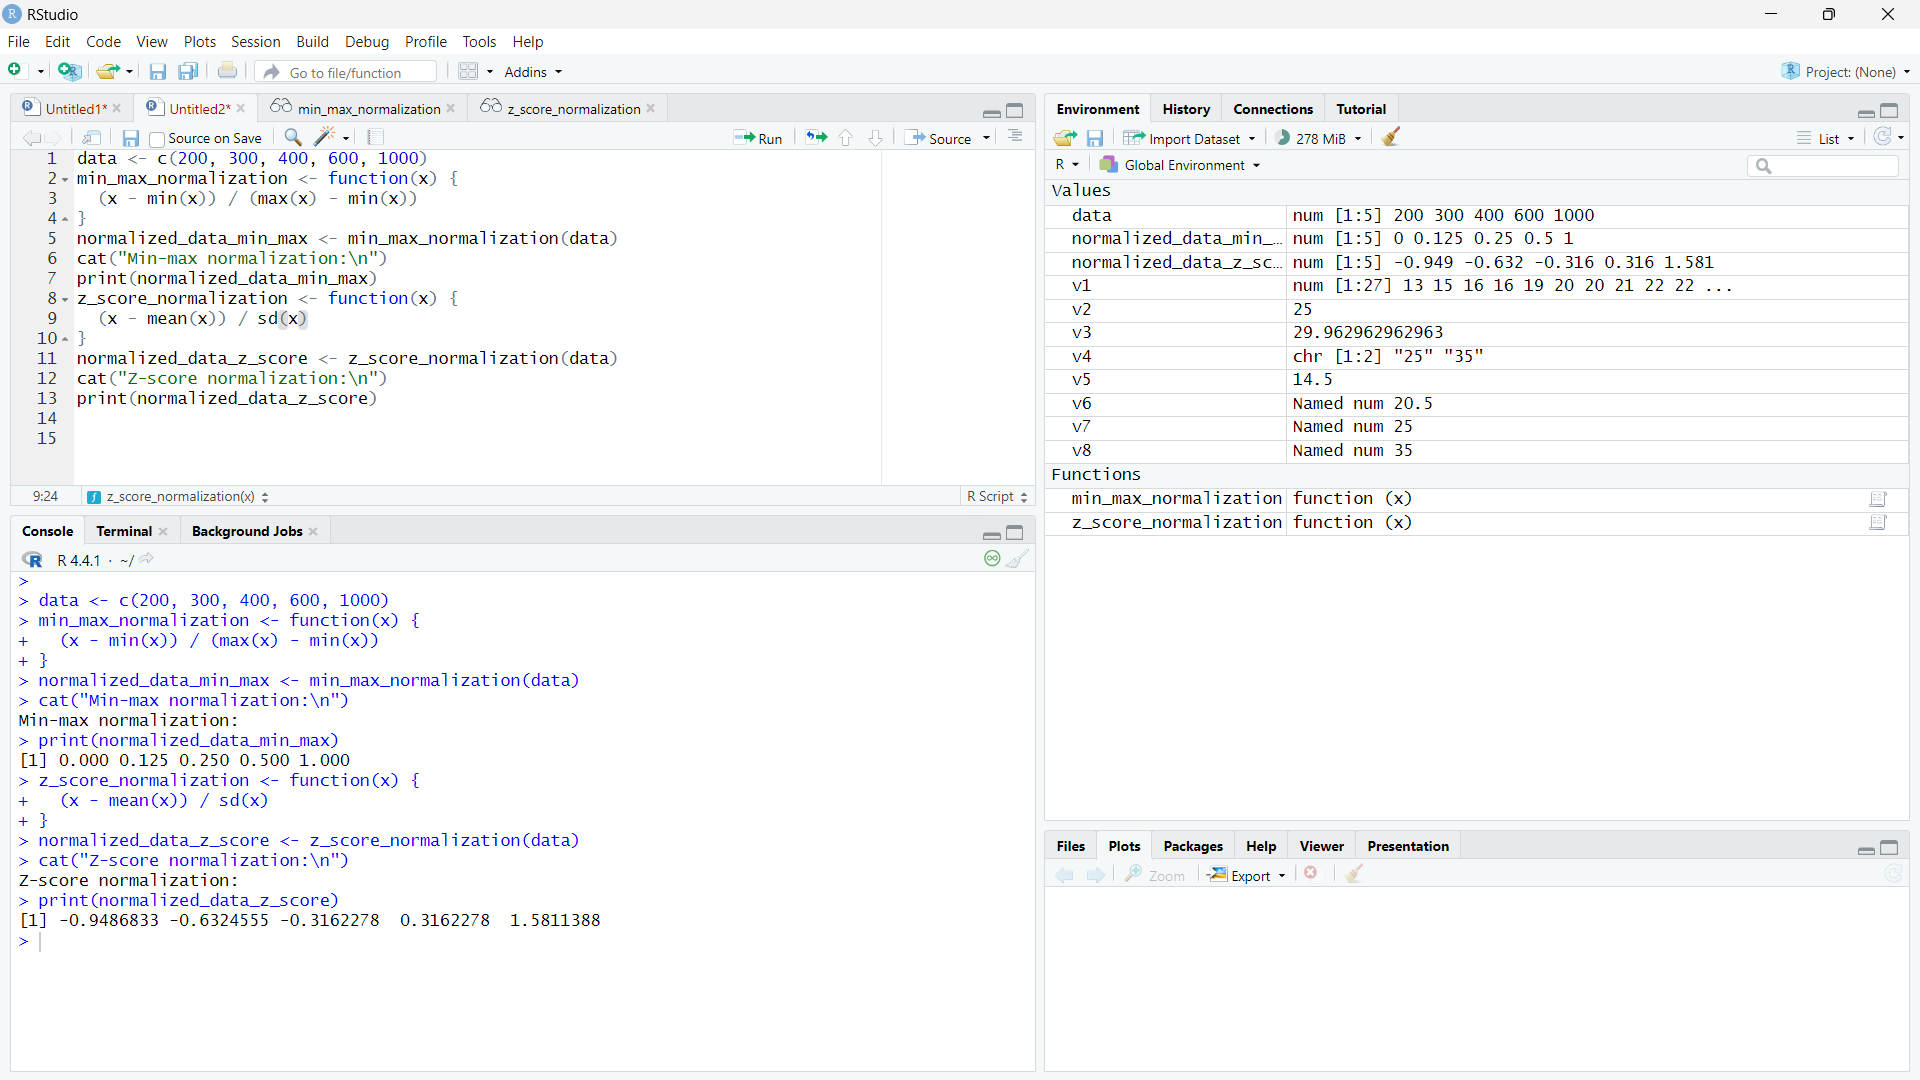 RStudio
File Edit Code View Plots Session Build Debug Profile Tools Help
Go to file/function Addins Project: (None)
Untitled1* Untitled2* min_max_normalization z_score_normalization
Source on Save Run Source
1 data <- c(200, 300, 400, 600, 1000)
2 min_max_normalization <- function(x) {
3 (x - min(x)) / (max(x) - min(x))
4 }
5 normalized_data_min_max <- min_max_normalization(data)
6 cat("Min-max normalization:\n")
7 print(normalized_data_min_max)
8 z_score_normalization <- function(x) {
9 (x - mean(x)) / sd(x)
10 }
11 normalized_data_z_score <- z_score_normalization(data)
12 cat("Z-score normalization:\n")
13 print(normalized_data_z_score)
14
15
9:24 z_score_normalization(x) R Script
Console Terminal Background Jobs
R 4.4.1 · ~/
>
> data <- c(200, 300, 400, 600, 1000)
> min_max_normalization <- function(x) {
+ (x - min(x)) / (max(x) - min(x))
+ }
> normalized_data_min_max <- min_max_normalization(data)
> cat("Min-max normalization:\n")
Min-max normalization:
> print(normalized_data_min_max)
[1] 0.000 0.125 0.250 0.500 1.000
> z_score_normalization <- function(x) {
+ (x - mean(x)) / sd(x)
+ }
> normalized_data_z_score <- z_score_normalization(data)
> cat("Z-score normalization:\n")
Z-score normalization:
> print(normalized_data_z_score)
[1] -0.9486833 -0.6324555 -0.3162278 0.3162278 1.5811388
>
Environment History Connections Tutorial
Import Dataset 278 MiB List
R Global Environment
Values
data num [1:5] 200 300 400 600 1000
normalized_data_min_… num [1:5] 0 0.125 0.25 0.5 1
normalized_data_z_sc… num [1:5] -0.949 -0.632 -0.316 0.316 1.581
v1 num [1:27] 13 15 16 16 19 20 20 21 22 22 ...
v2 25
v3 29.962962962963
v4 chr [1:2] "25" "35"
v5 14.5
v6 Named num 20.5
v7 Named num 25
v8 Named num 35
Functions
min_max_normalization function (x)
z_score_normalization function (x)
Files Plots Packages Help Viewer Presentation
Zoom Export